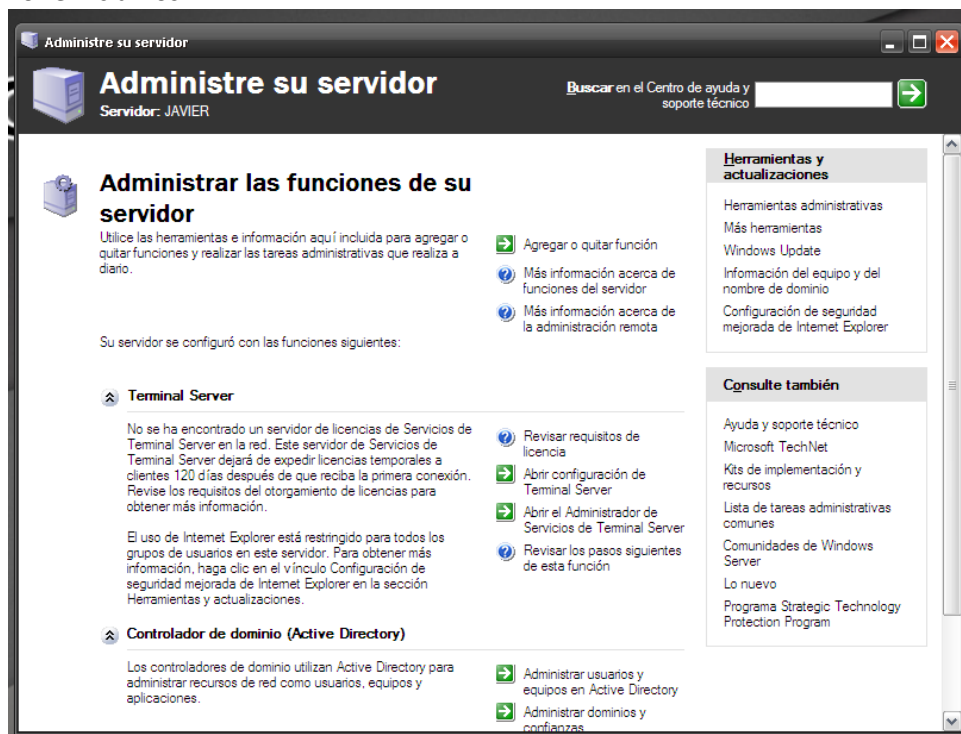 Administre su servidor
Administre su servidor
Servidor: JAVIER
Buscar en el Centro de ayuda y
soporte técnico
Administrar las funciones de su
servidor
Utilice las herramientas e información aquí incluida para agregar o
quitar funciones y realizar las tareas administrativas que realiza a
diario.
Agregar o quitar función
Más información acerca de
funciones del servidor
Más información acerca de
la administración remota
Su servidor se configuró con las funciones siguientes:
Terminal Server
No se ha encontrado un servidor de licencias de Servicios de
Terminal Server en la red. Este servidor de Servicios de
Terminal Server dejará de expedir licencias temporales a
clientes 120 días después de que reciba la primera conexión.
Revise los requisitos del otorgamiento de licencias para
obtener más información.
El uso de Internet Explorer está restringido para todos los
grupos de usuarios en este servidor. Para obtener más
información, haga clic en el vínculo Configuración de
seguridad mejorada de Internet Explorer en la sección
Herramientas y actualizaciones.
Revisar requisitos de
licencia
Abrir configuración de
Terminal Server
Abrir el Administrador de
Servicios de Terminal Server
Revisar los pasos siguientes
de esta función
Controlador de dominio (Active Directory)
Los controladores de dominio utilizan Active Directory para
administrar recursos de red como usuarios, equipos y
aplicaciones.
Administrar usuarios y
equipos en Active Directory
Administrar dominios y
confianzas
Herramientas y
actualizaciones
Herramientas administrativas
Más herramientas
Windows Update
Información del equipo y del
nombre de dominio
Configuración de seguridad
mejorada de Internet Explorer
Consulte también
Ayuda y soporte técnico
Microsoft TechNet
Kits de implementación y
recursos
Lista de tareas administrativas
comunes
Comunidades de Windows
Server
Lo nuevo
Programa Strategic Technology
Protection Program